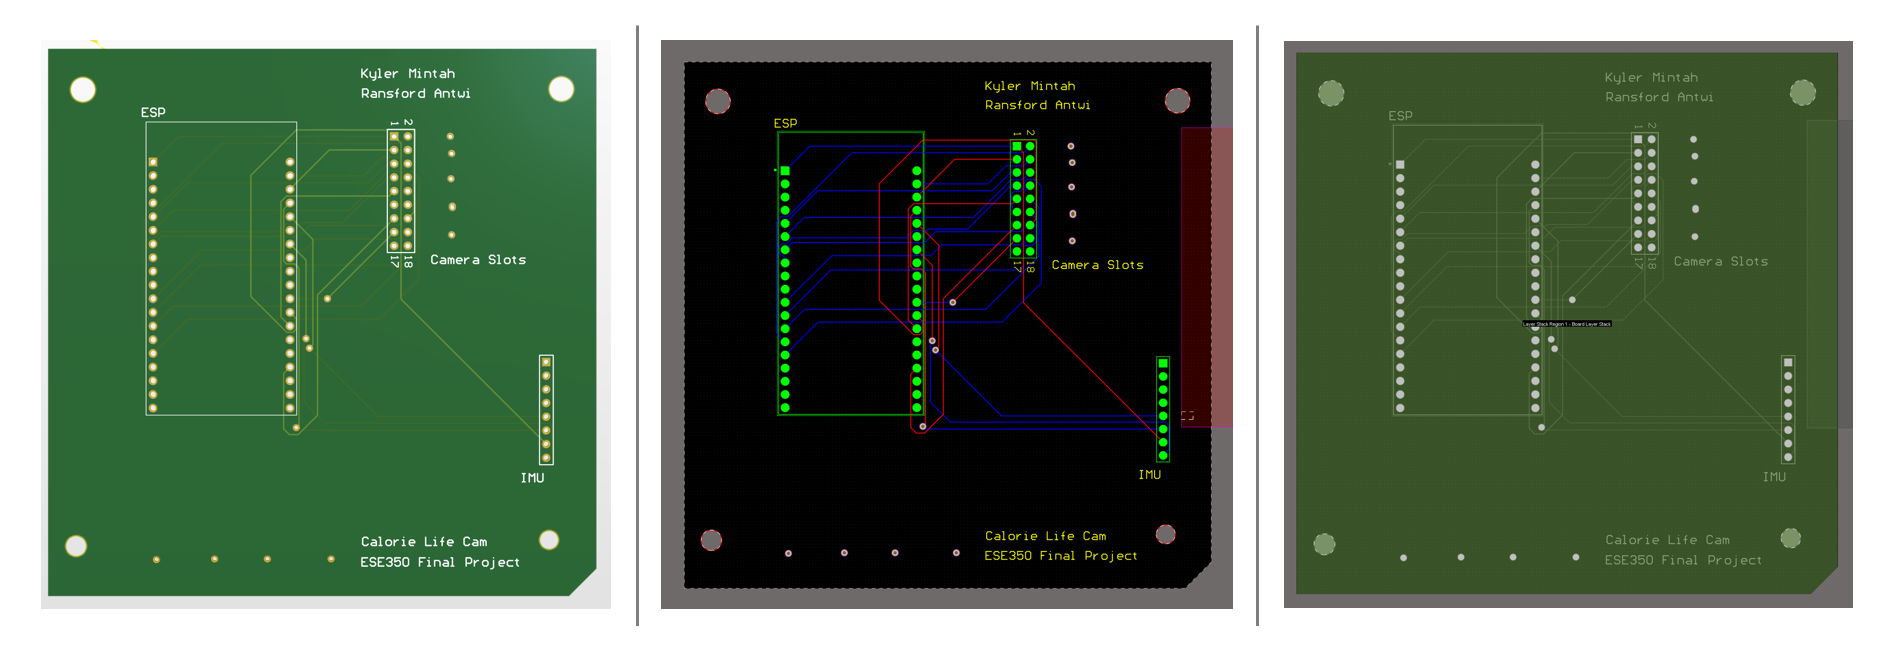 Kyler Mintah
Ransford Antwi
ESP
1 2
17 18
Camera Slots
IMU
Calorie Life Cam
ESE350 Final Project
Kyler Mintah
Ransford Antwi
ESP
1 2
17 18
Camera Slots
IMU
Calorie Life Cam
ESE350 Final Project
Kyler Mintah
Ransford Antwi
ESP
1 2
17 18
Camera Slots
Layer Stack Region 1 - Board Layer Stack
IMU
Calorie Life Cam
ESE350 Final Project